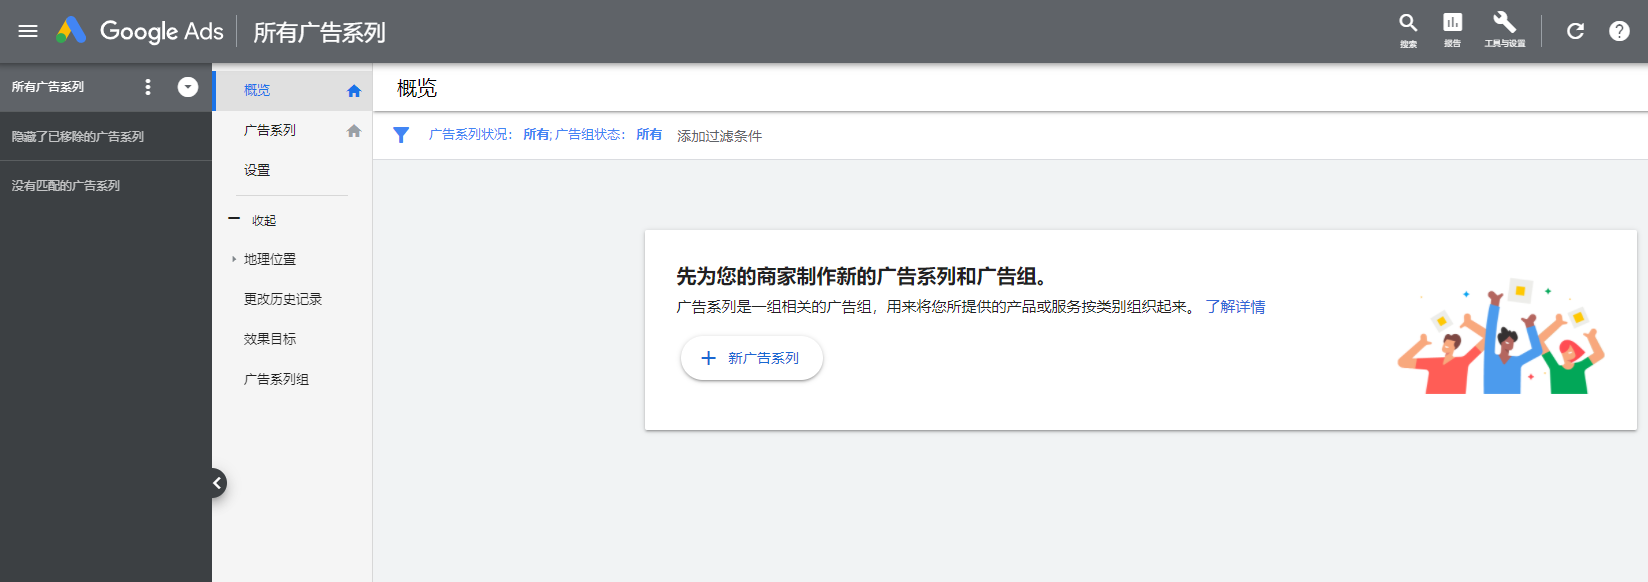 Google Ads 所有广告系列
搜索 报告 工具与设置
所有广告系列
隐藏了已移除的广告系列
没有匹配的广告系列
概览
广告系列
设置
收起
地理位置
更改历史记录
效果目标
广告系列组
概览
广告系列状况： 所有; 广告组状态： 所有 添加过滤条件
先为您的商家制作新的广告系列和广告组。
广告系列是一组相关的广告组，用来将您所提供的产品或服务按类别组织起来。 了解详情
+ 新广告系列